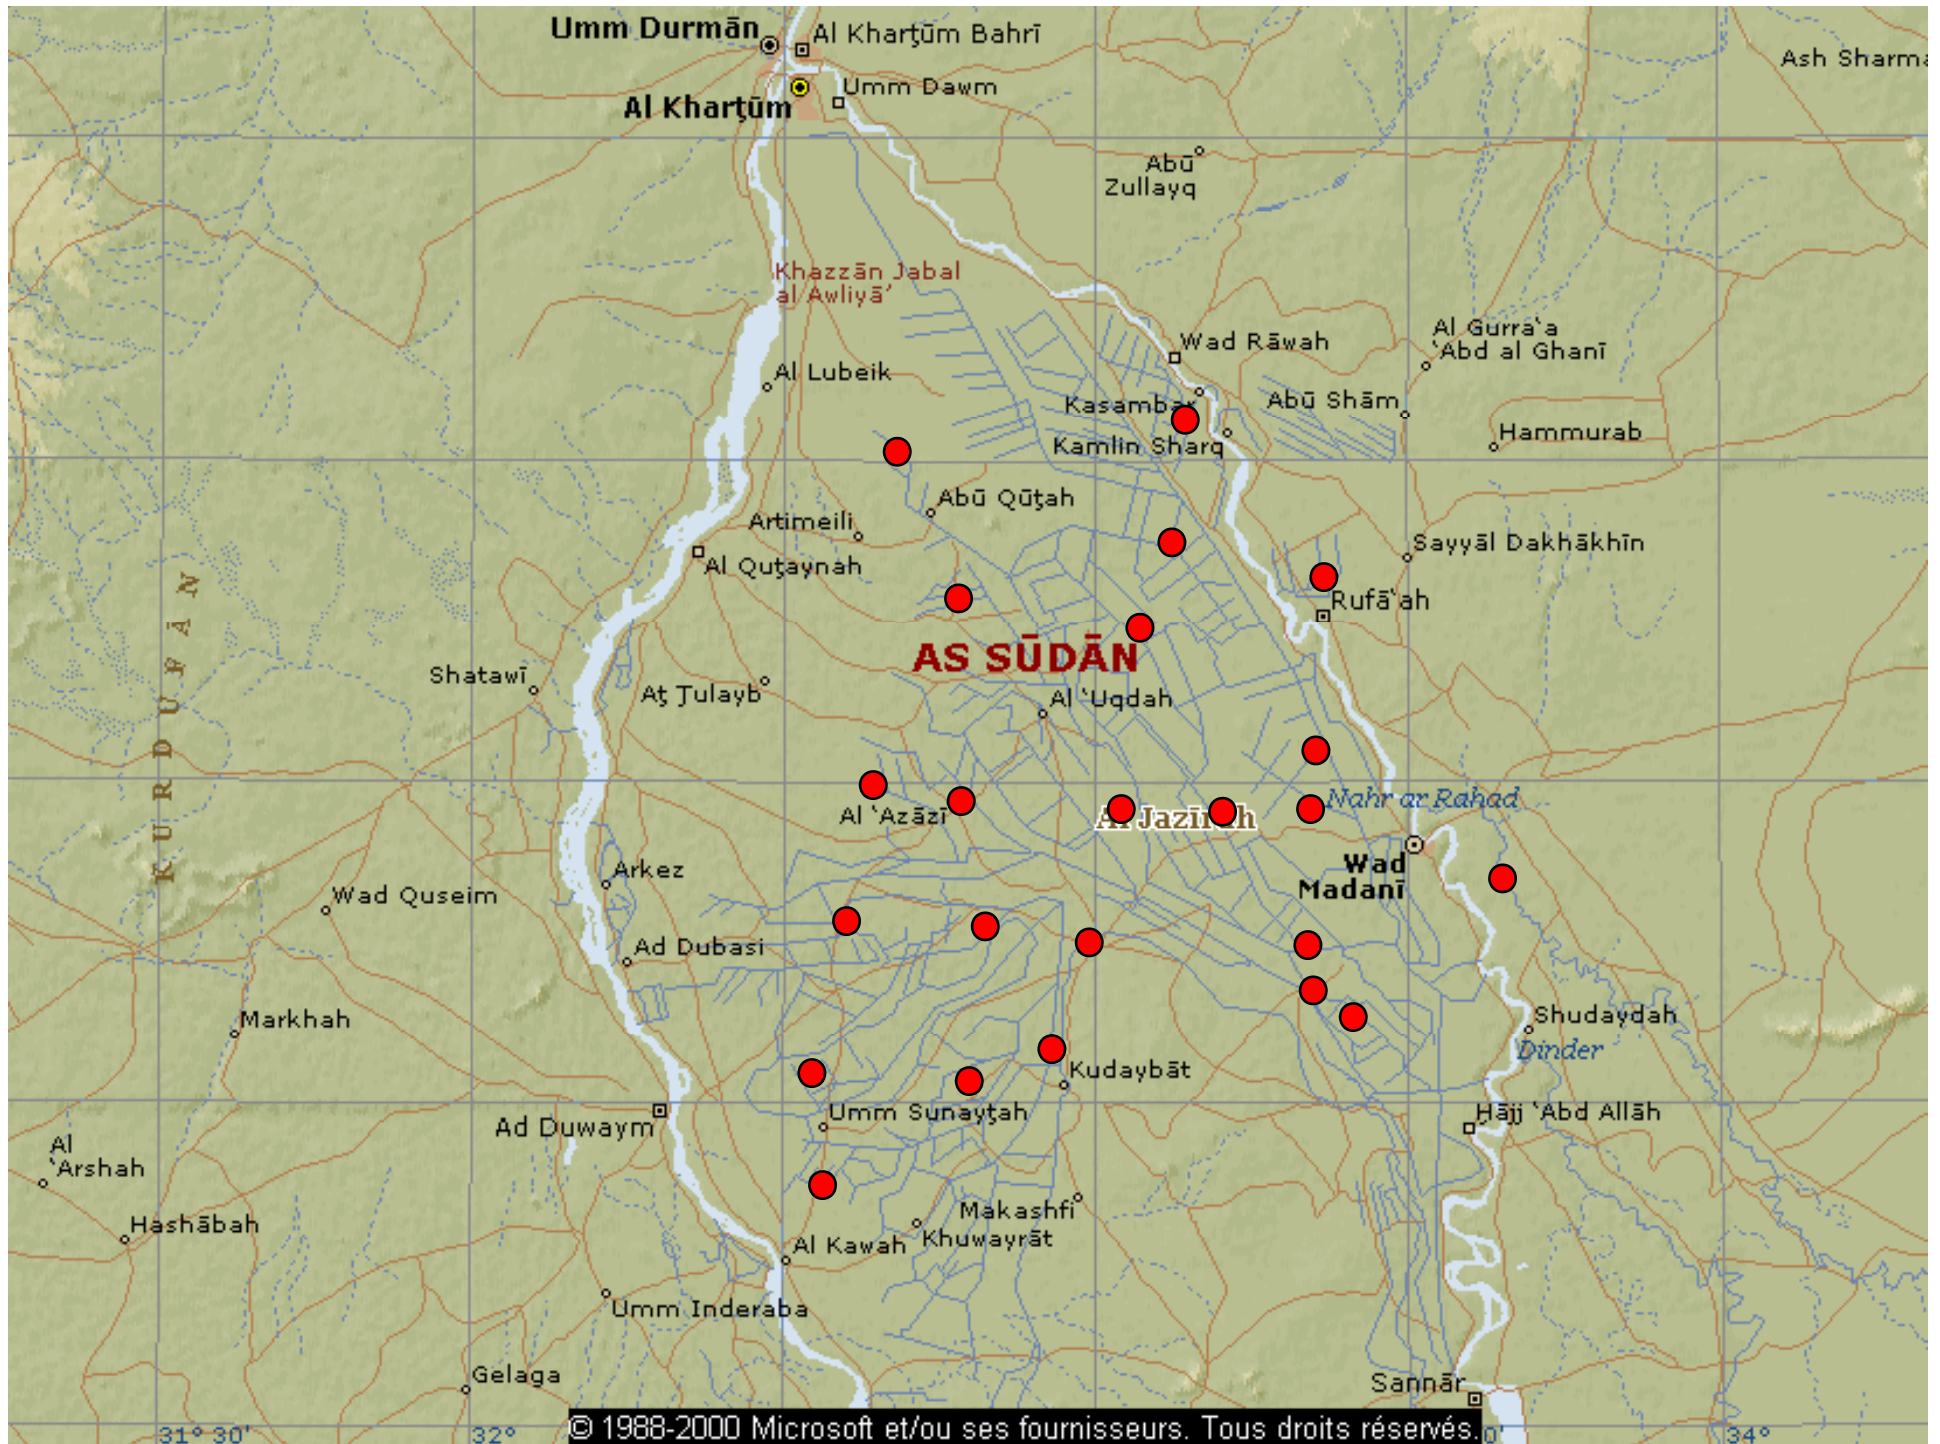 Umm Durmān
Al Kharţūm Bahrī
Ash Sharma
Al Kharţūm
Umm Dawm
Abū
Zullayq
Khazzān Jabal
al Awliyā’
Al Gurra‘a
‘Abd al Ghanī
Wad Rāwah
Al Lubeik
Kasambar
Abū Shām
Hammurab
Kamlin Sharq
Abū Qūţah
Artimeili
Sayyāl Dakhākhīn
Al Quţaynah
Rufā‘ah
KURDUFĀN
AS SŪDĀN
Shatawī
Aţ Ţulayb
Al ‘Uqdah
Nahr ar Rahad
Al ‘Azāzī
Al Jazīrah
Wad
Madanī
Arkez
Wad Quseim
Ad Dubasi
Markhah
Shudaydah
Dinder
Kudaybāt
Umm Sunayţah
Ḩājj ‘Abd Allāh
Ad Duwaym
Al
‘Arshah
Makashfi
Hashābah
Khuwayrāt
Al Kawah
Umm Inderaba
Gelaga
Sannār
© 1988-2000 Microsoft et/ou ses fournisseurs. Tous droits réservés.
31° 30' 32° 0' 34°